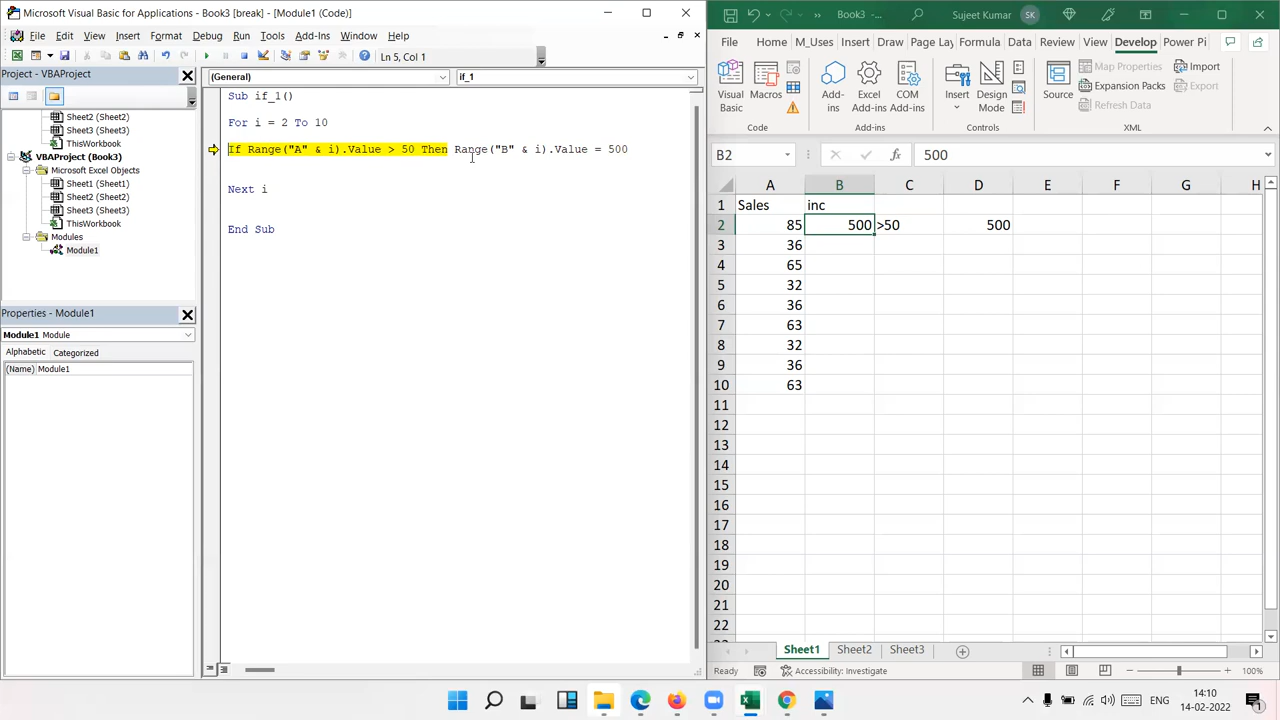 Microsoft Visual Basic for Applications - Book3 [break] - [Module1 (Code)]
File Edit View Insert Format Debug Run Tools Add-Ins Window Help
Ln 5, Col 1
Project - VBAProject
Sheet2 (Sheet2)
Sheet3 (Sheet3)
ThisWorkbook
VBAProject (Book3)
Microsoft Excel Objects
Sheet1 (Sheet1)
Sheet2 (Sheet2)
Sheet3 (Sheet3)
ThisWorkbook
Modules
Module1
Properties - Module1
Module1 Module
Alphabetic Categorized
(Name) Module1
(General)
if_1
Sub if_1()
For i = 2 To 10
If Range("A" & i).Value > 50 Then Range("B" & i).Value = 500
Next i
End Sub
Book3 -...
Sujeet Kumar
SK
File Home M_Uses Insert Draw Page Lay Formulas Data Review View Develop Power Pi
Visual Basic
Macros
Code
Add-ins
Excel Add-ins
COM Add-ins
Add-ins
Insert
Design Mode
Controls
Source
Map Properties
Expansion Packs
Refresh Data
Import
Export
XML
B2
fx
500
A B C D E F G H
1 Sales inc
2 85 500 >50 500
3 36
4 65
5 32
6 36
7 63
8 32
9 36
10 63
11
12
13
14
15
16
17
18
19
20
21
22
Sheet1 Sheet2 Sheet3
Ready
Accessibility: Investigate
100%
ENG
14:10
14-02-2022
1